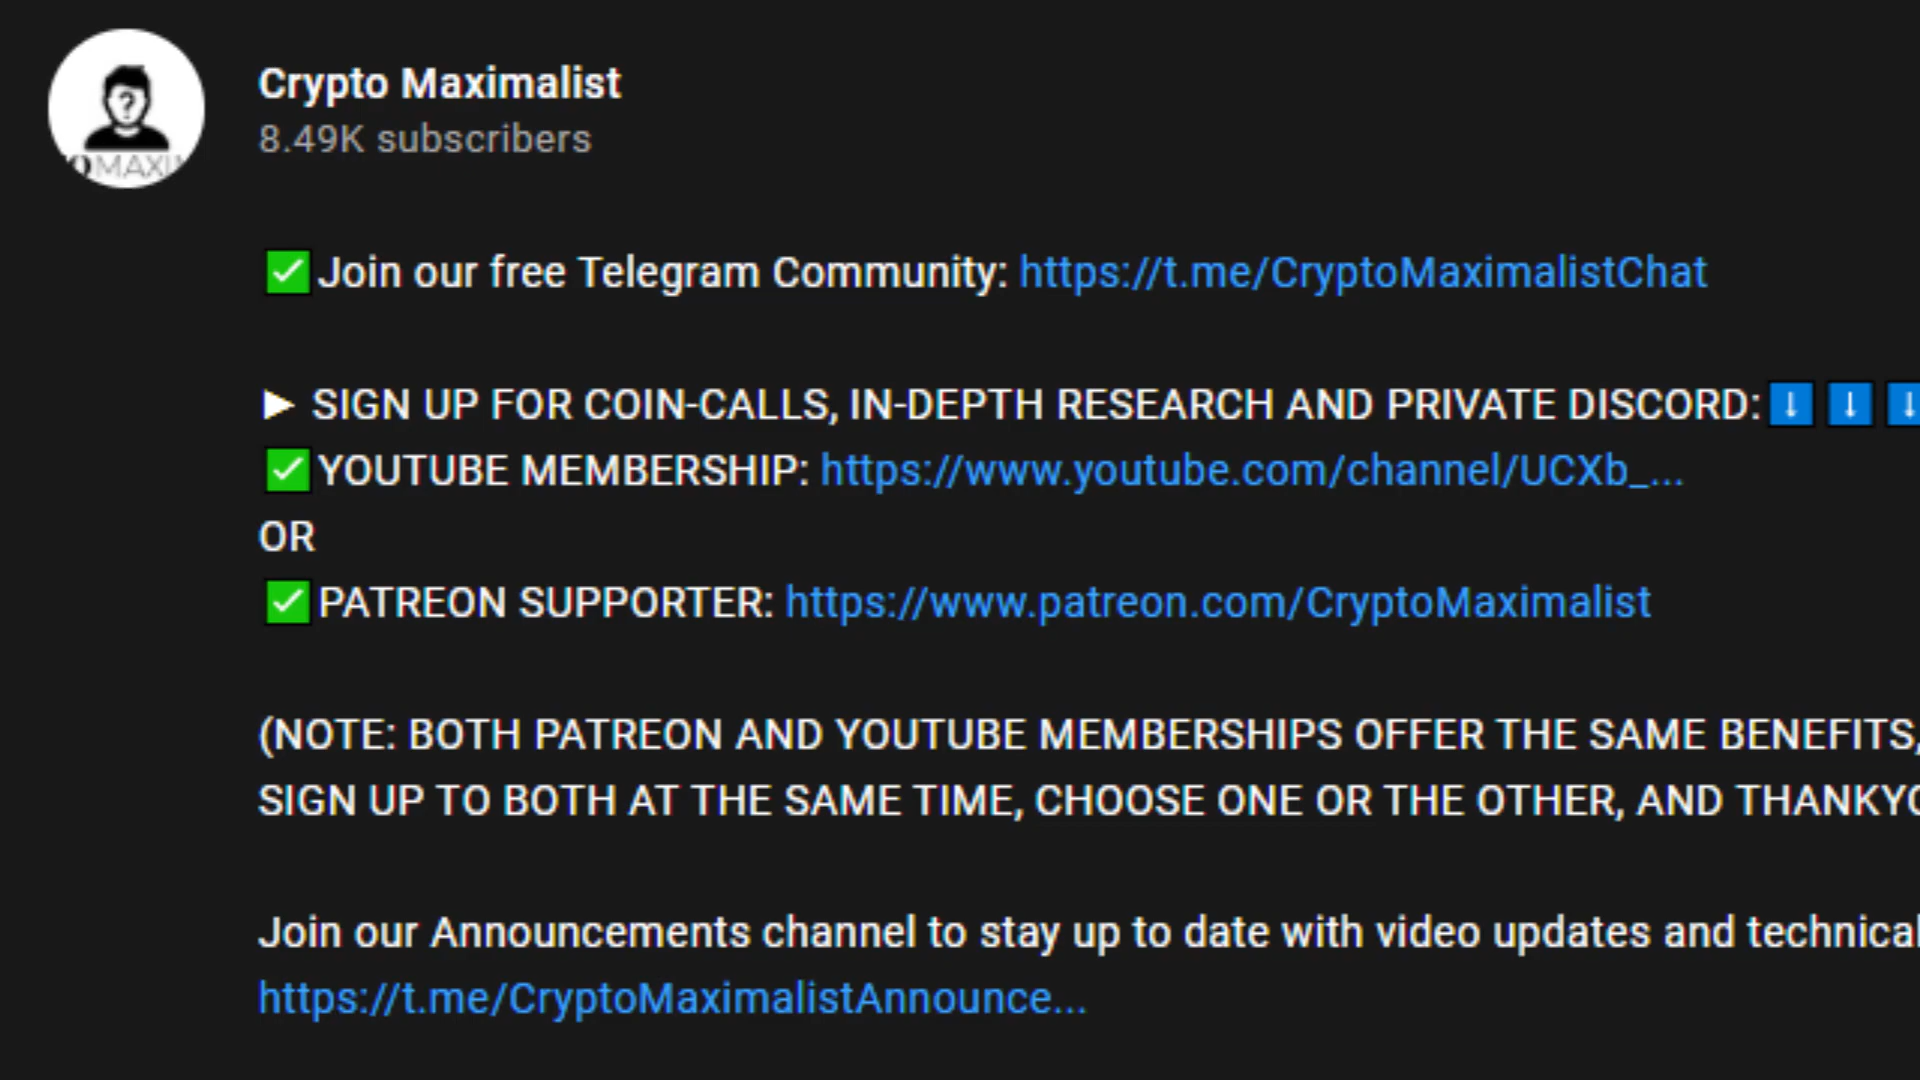 Crypto Maximalist
8.49K subscribers
?
OMAXI
✅Join our free Telegram Community: https://t.me/CryptoMaximalistChat
► SIGN UP FOR COIN-CALLS, IN-DEPTH RESEARCH AND PRIVATE DISCORD:⬇️⬇️⬇️
✅YOUTUBE MEMBERSHIP: https://www.youtube.com/channel/UCXb_...
OR
✅PATREON SUPPORTER: https://www.patreon.com/CryptoMaximalist
(NOTE: BOTH PATREON AND YOUTUBE MEMBERSHIPS OFFER THE SAME BENEFITS,
SIGN UP TO BOTH AT THE SAME TIME, CHOOSE ONE OR THE OTHER, AND THANKYO
Join our Announcements channel to stay up to date with video updates and technical
https://t.me/CryptoMaximalistAnnounce...